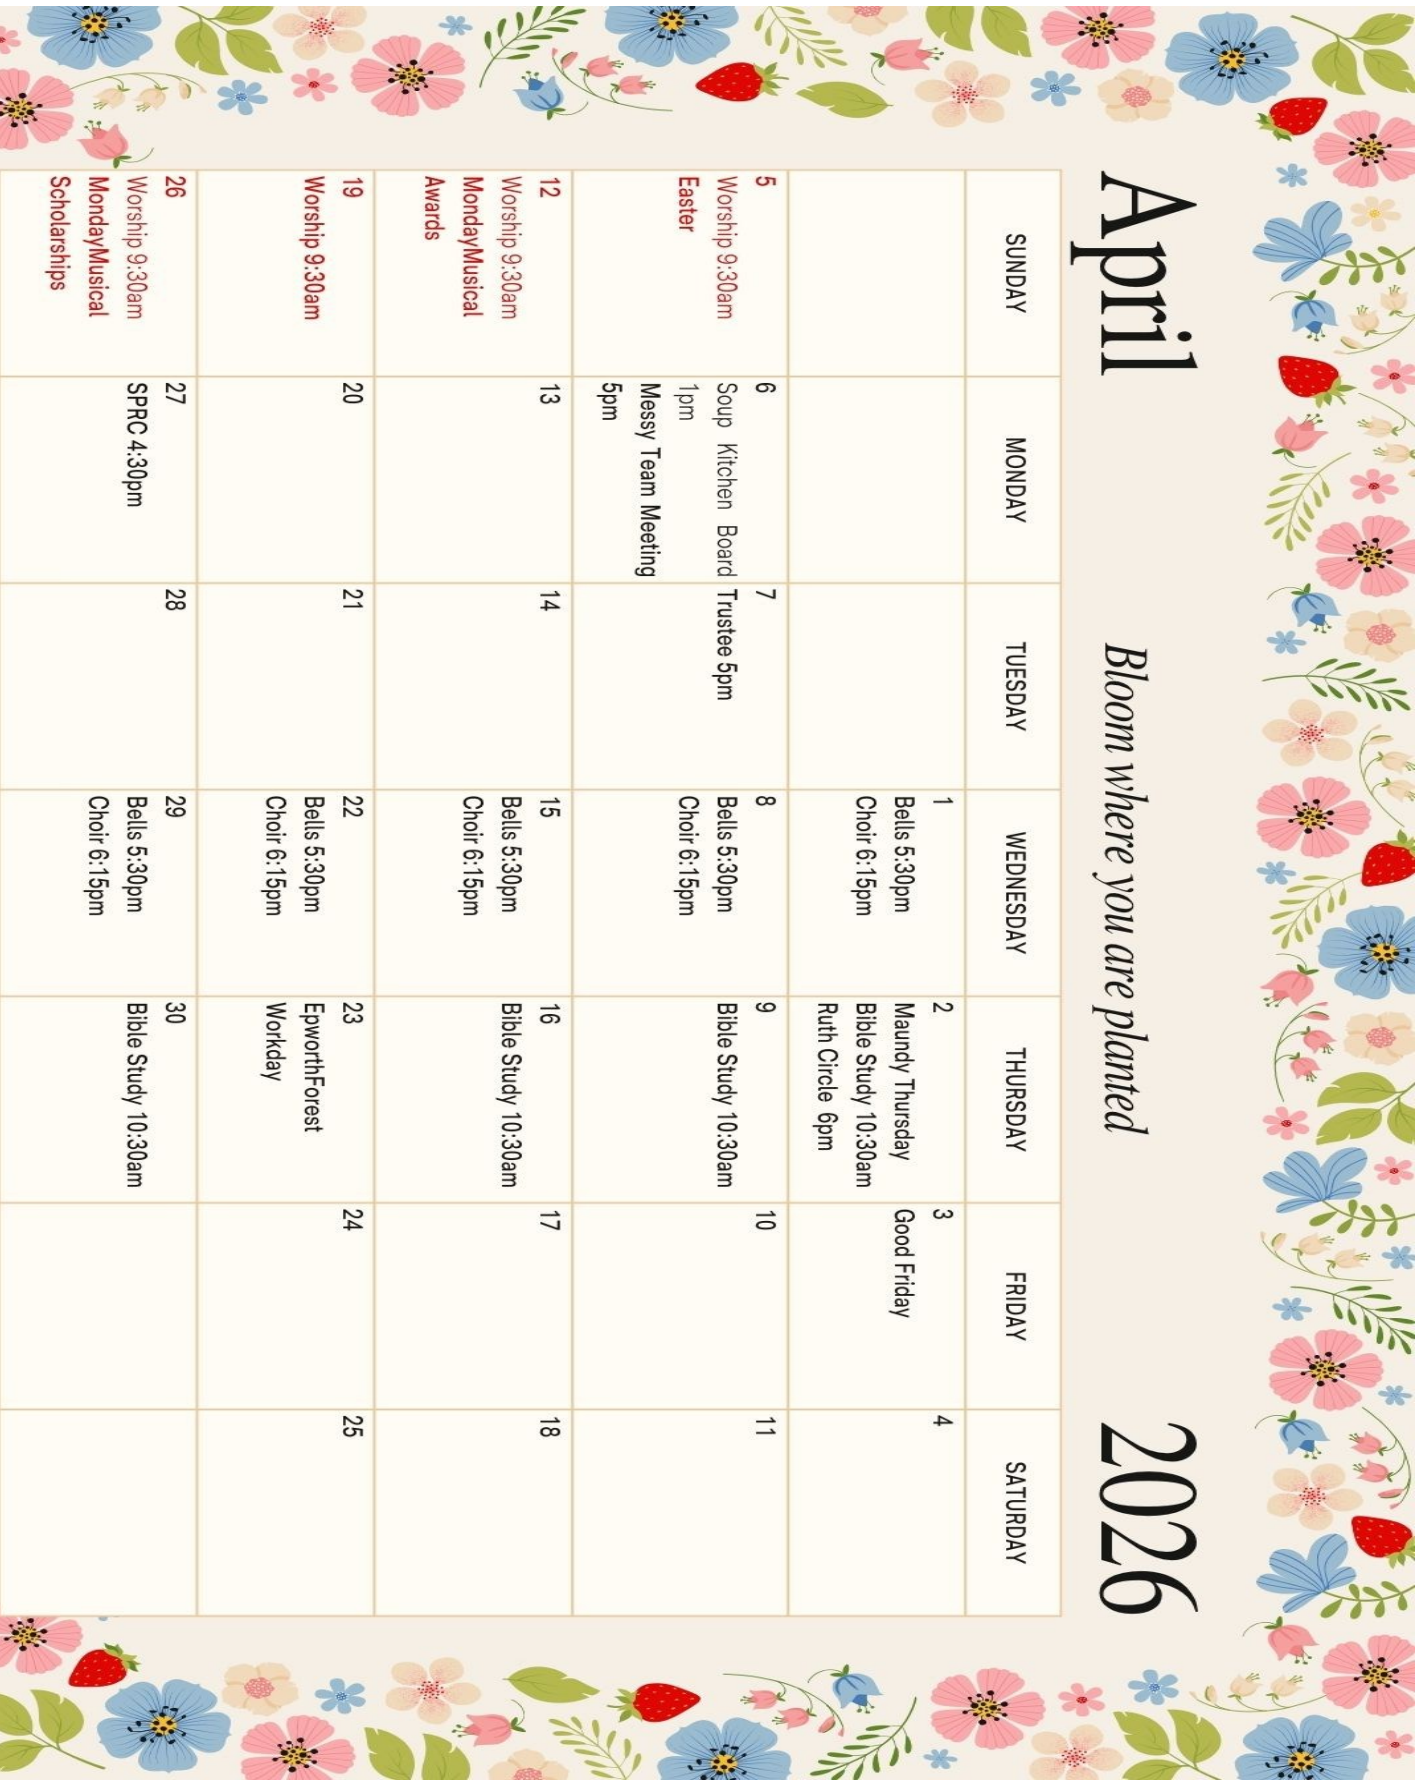 April
Bloom where you are planted
2026
SUNDAY
MONDAY
TUESDAY
WEDNESDAY
THURSDAY
FRIDAY
SATURDAY
1
Bells 5:30pm
Choir 6:15pm
2
Maundy Thursday
Bible Study 10:30am
Ruth Circle 6pm
3
Good Friday
4
5
Worship 9:30am
Easter
6
Soup Kitchen Board
1pm
Messy Team Meeting
5pm
7
Trustee 5pm
8
Bells 5:30pm
Choir 6:15pm
9
Bible Study 10:30am
10
11
12
Worship 9:30am
MondayMusical
Awards
13
14
15
Bells 5:30pm
Choir 6:15pm
16
Bible Study 10:30am
17
18
19
Worship 9:30am
20
21
22
Bells 5:30pm
Choir 6:15pm
23
EpworthForest
Workday
24
25
26
Worship 9:30am
MondayMusical
Scholarships
27
SPRC 4:30pm
28
29
Bells 5:30pm
Choir 6:15pm
30
Bible Study 10:30am